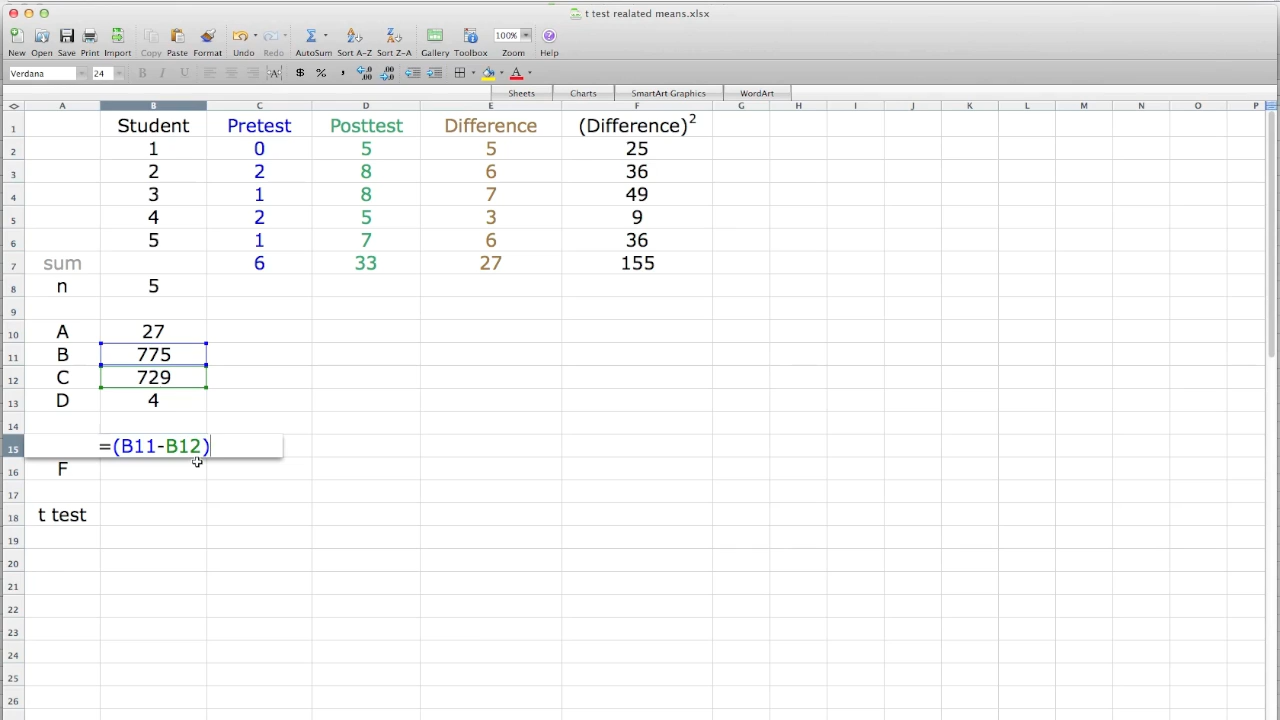 t test realated means.xlsx
New Open Save Print Import Copy Paste Format Undo Redo AutoSum Sort A-Z Sort Z-A Gallery Toolbox 100% Zoom Help
Verdana 24 B I U A $ % ,
Sheets Charts SmartArt Graphics WordArt
A B C D E F G H I J K L M N O P
1 Student Pretest Posttest Difference (Difference)²
2 1 0 5 5 25
3 2 2 8 6 36
4 3 1 8 7 49
5 4 2 5 3 9
6 5 1 7 6 36
7 sum 6 33 27 155
8 n 5
9
10 A 27
11 B 775
12 C 729
13 D 4
14
15 =(B11-B12)
16 F
17
18 t test
19
20
21
22
23
24
25
26